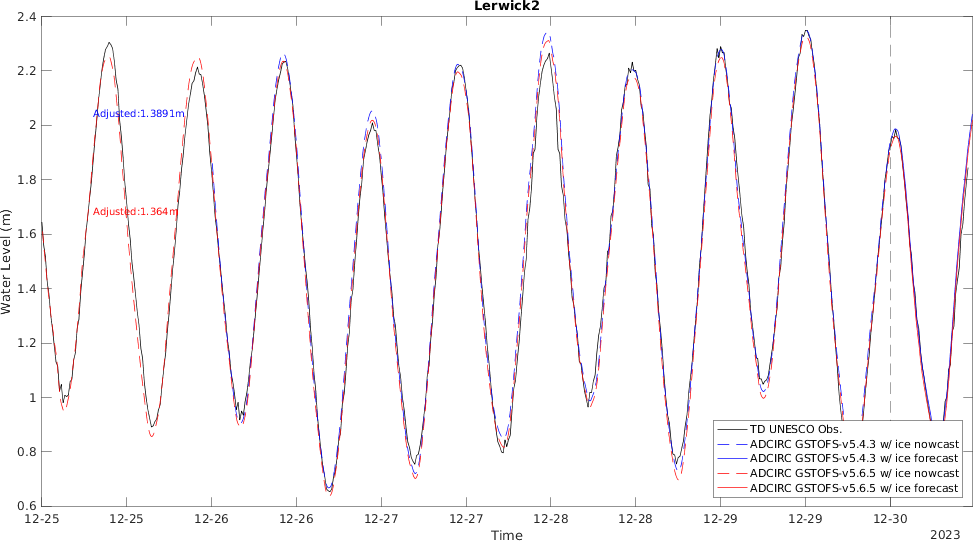 Lerwick2
2.4
2.2
2
1.8
1.6
1.4
1.2
1
0.8
0.6
Water Level (m)
Adjusted:1.3891m
Adjusted:1.364m
TD UNESCO Obs.
ADCIRC GSTOFS-v5.4.3 w/ ice nowcast
ADCIRC GSTOFS-v5.4.3 w/ ice forecast
ADCIRC GSTOFS-v5.6.5 w/ ice nowcast
ADCIRC GSTOFS-v5.6.5 w/ ice forecast
12-25 12-25 12-26 12-26 12-27 12-27 12-28 12-28 12-29 12-29 12-30
Time
2023